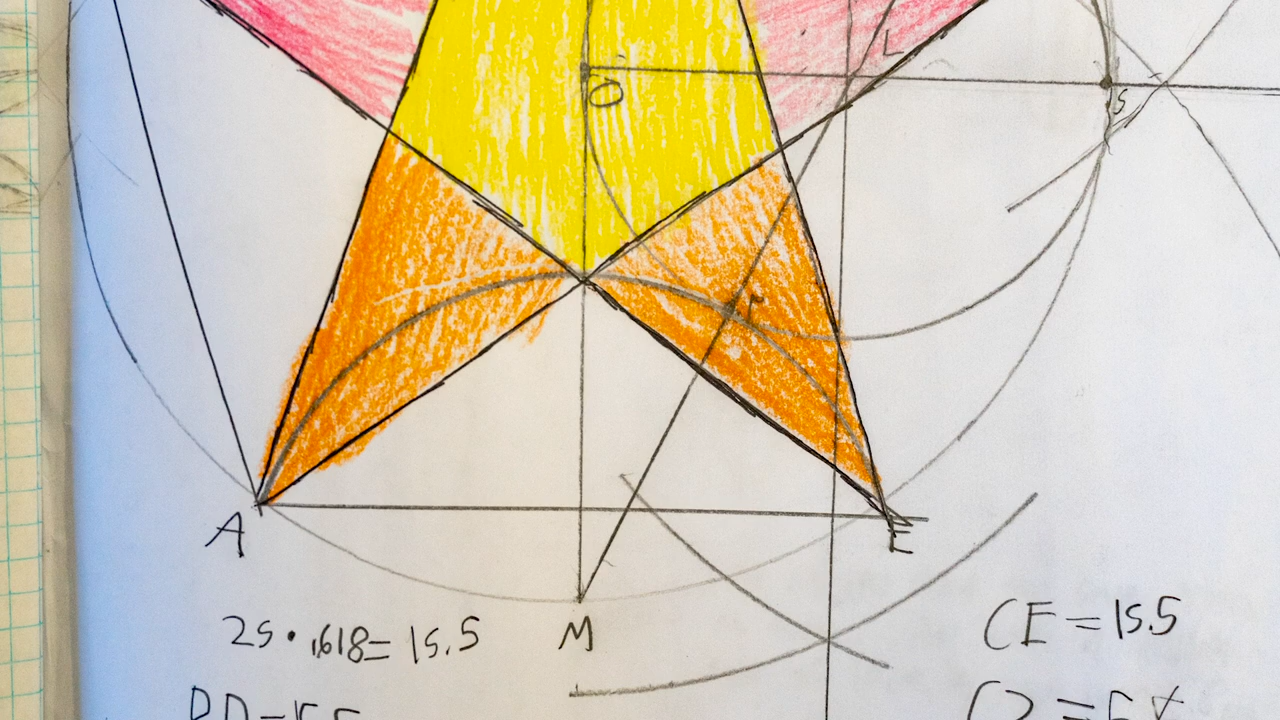 L
O
S
r
A
E
M
25 • .618 = 15.5
CE = 15.5